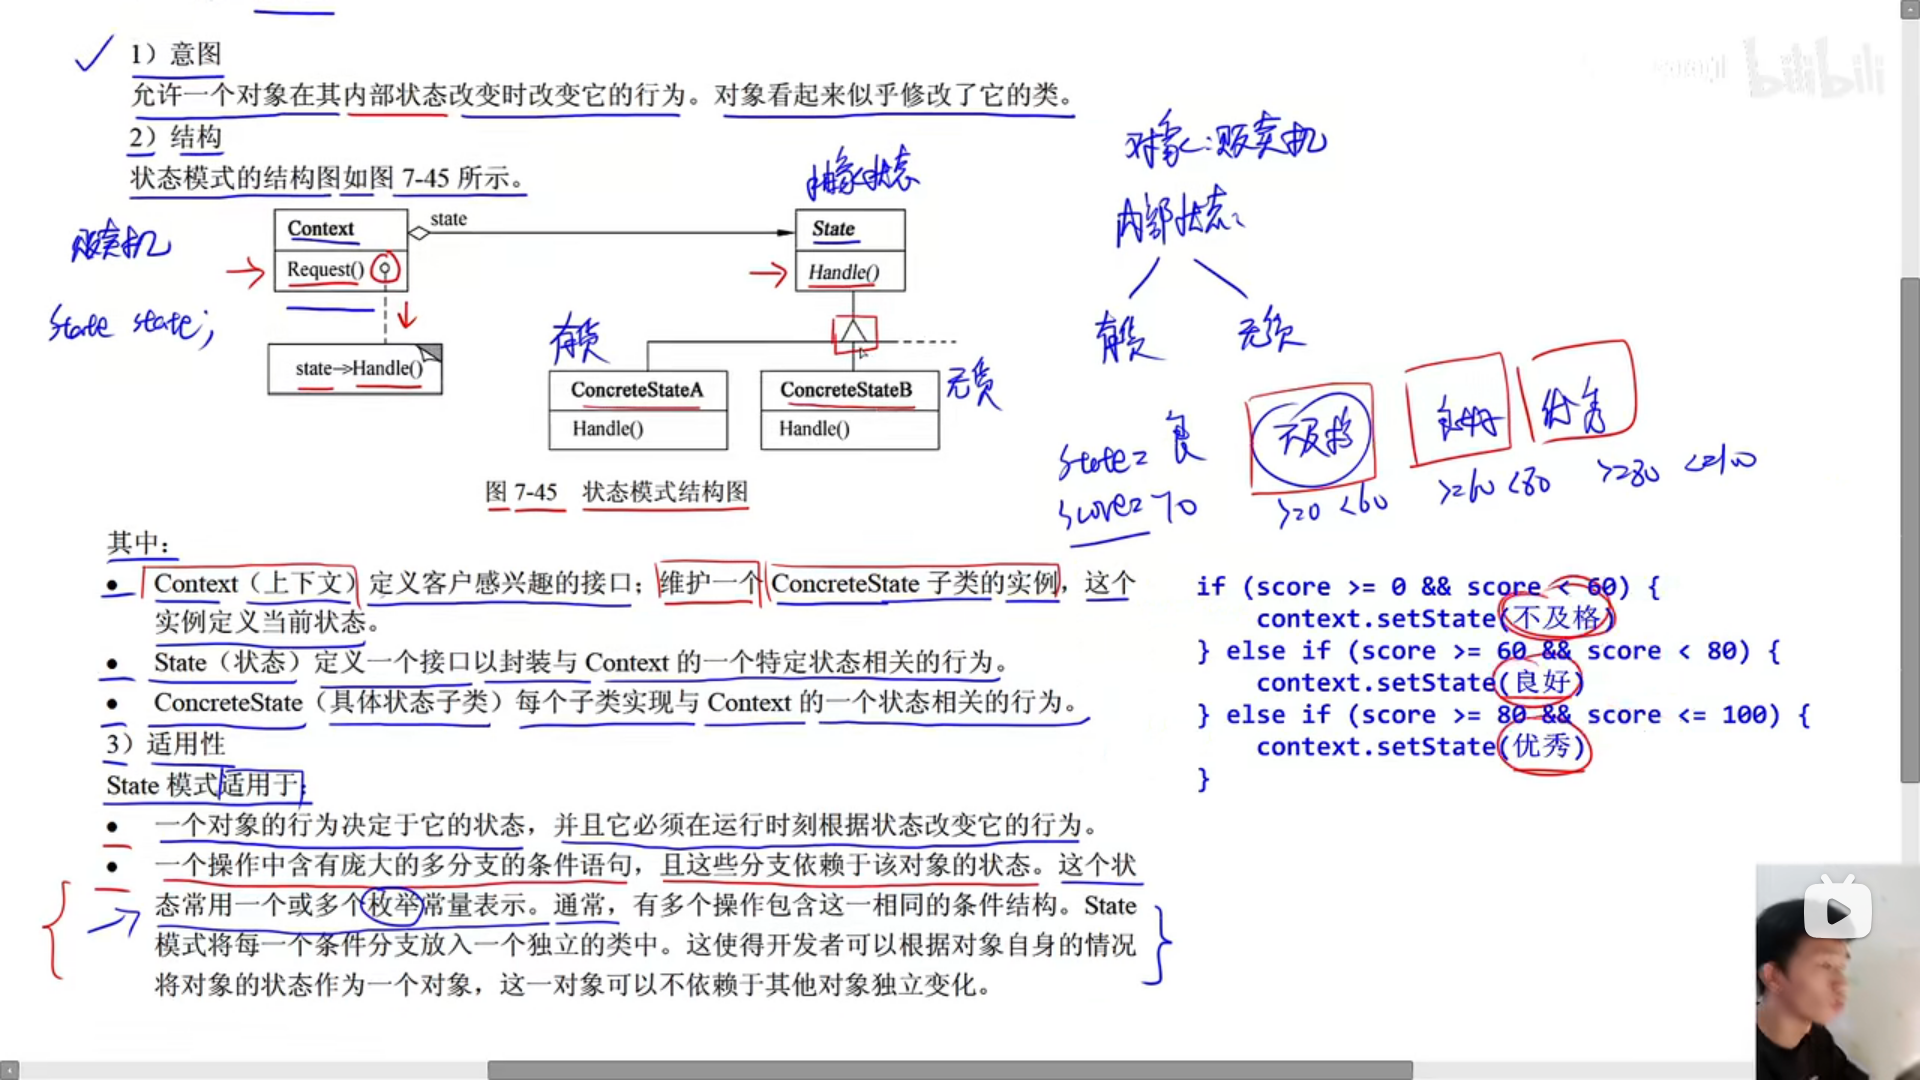 1）意图
允许一个对象在其内部状态改变时改变它的行为。对象看起来似乎修改了它的类。
2）结构
状态模式的结构图如图 7-45 所示。
抽象状态
贩卖机
State state;
Context
Request()
state
State
Handle()
state->Handle()
有货
无货
ConcreteStateA
Handle()
ConcreteStateB
Handle()
图 7-45 状态模式结构图
其中：
● Context（上下文）定义客户感兴趣的接口；维护一个 ConcreteState 子类的实例，这个
实例定义当前状态。
● State（状态）定义一个接口以封装与 Context 的一个特定状态相关的行为。
● ConcreteState（具体状态子类）每个子类实现与 Context 的一个状态相关的行为。
3）适用性
State 模式适用于：
● 一个对象的行为决定于它的状态，并且它必须在运行时刻根据状态改变它的行为。
● 一个操作中含有庞大的多分支的条件语句，且这些分支依赖于该对象的状态。这个状
态常用一个或多个枚举常量表示。通常，有多个操作包含这一相同的条件结构。State
模式将每一个条件分支放入一个独立的类中。这使得开发者可以根据对象自身的情况
将对象的状态作为一个对象，这一对象可以不依赖于其他对象独立变化。
bilibili
对象:贩卖机
内部状态:
有货
无货
不及格
良好
优秀
state= 良
score=70
>=0 <60
>=60 <80
>=80 <=100
if (score >= 0 && score < 60) {
context.setState(不及格)
} else if (score >= 60 && score < 80) {
context.setState(良好)
} else if (score >= 80 && score <= 100) {
context.setState(优秀)
}